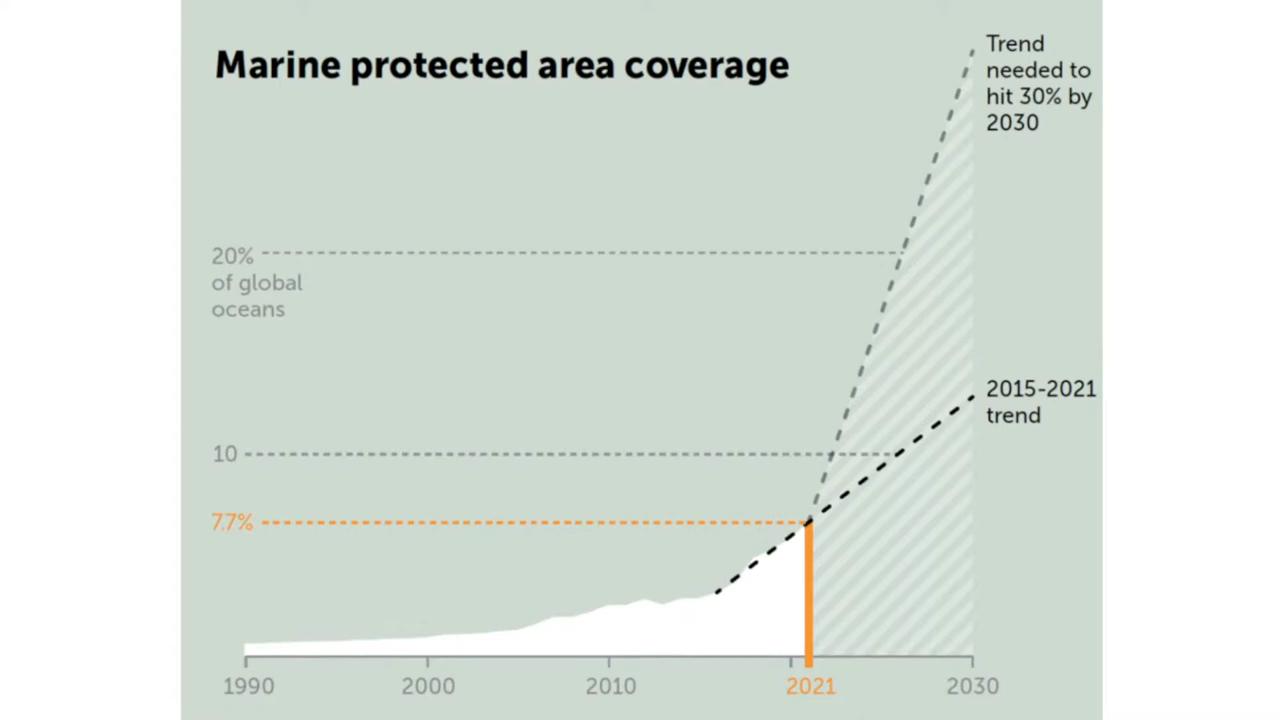 Marine protected area coverage
Trend
needed to
hit 30% by
2030
20%
of global
oceans
2015-2021
trend
10
7.7%
1990
2000
2010
2021
2030